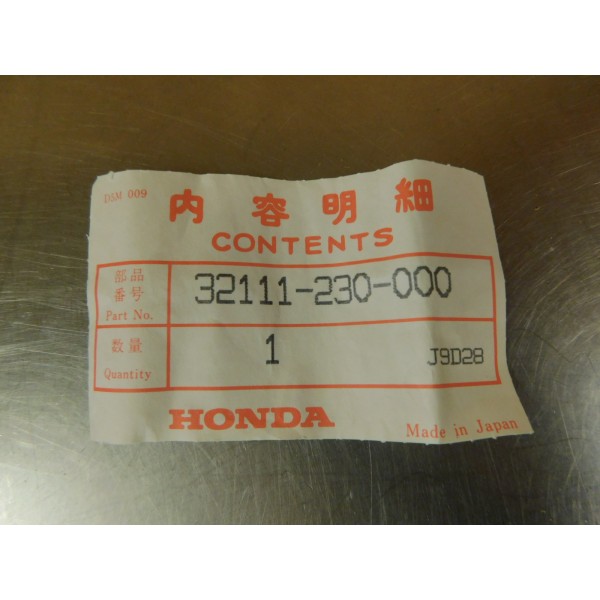 DSM 009
内容明細
CONTENTS
部品
番号
Part No.
32111-230-000
数量
Quantity
1
J9D28
HONDA
Made in Japan